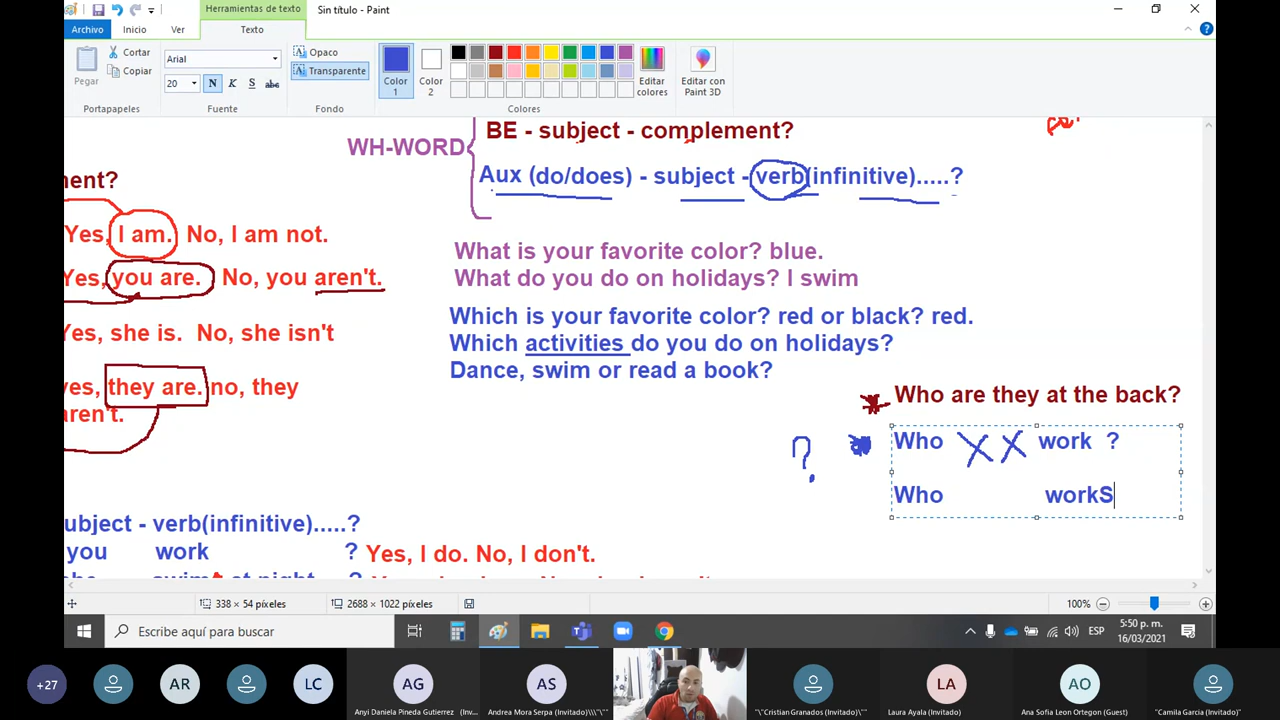 Herramientas de texto
Sin título - Paint
Archivo
Inicio
Ver
Texto
Pegar
Cortar
Copiar
Portapapeles
Arial
20
N K S abc
Fuente
Opaco
Transparente
Fondo
Color 1
Color 2
Editar colores
Colores
Editar con Paint 3D
WH-WORD
BE - subject - complement?
Aux (do/does) - subject - verb(infinitive).....?
nent?
Yes, I am. No, I am not.
Yes, you are. No, you aren't.
Yes, she is. No, she isn't
yes, they are. no, they
aren't.
What is your favorite color? blue.
What do you do on holidays? I swim
Which is your favorite color? red or black? red.
Which activities do you do on holidays?
Dance, swim or read a book?
Who are they at the back?
? Who X X work ?
Who workS
ubject - verb(infinitive).....?
you work ? Yes, I do. No, I don't.
338 × 54 píxeles
2688 × 1022 píxeles
100%
Escribe aquí para buscar
ESP
5:50 p. m.
16/03/2021
+27
AR
LC
AG
Anyi Daniela Pineda Gutierrez (Inv...
AS
Andrea Mora Serpa (Invitado)\\\"\"
\"\"Cristian Granados (Invitado)\"\"
LA
Laura Ayala (Invitado)
AO
Ana Sofia Leon Ortegon (Guest)
\"\"Camila Garcia (Invitado)\"\"